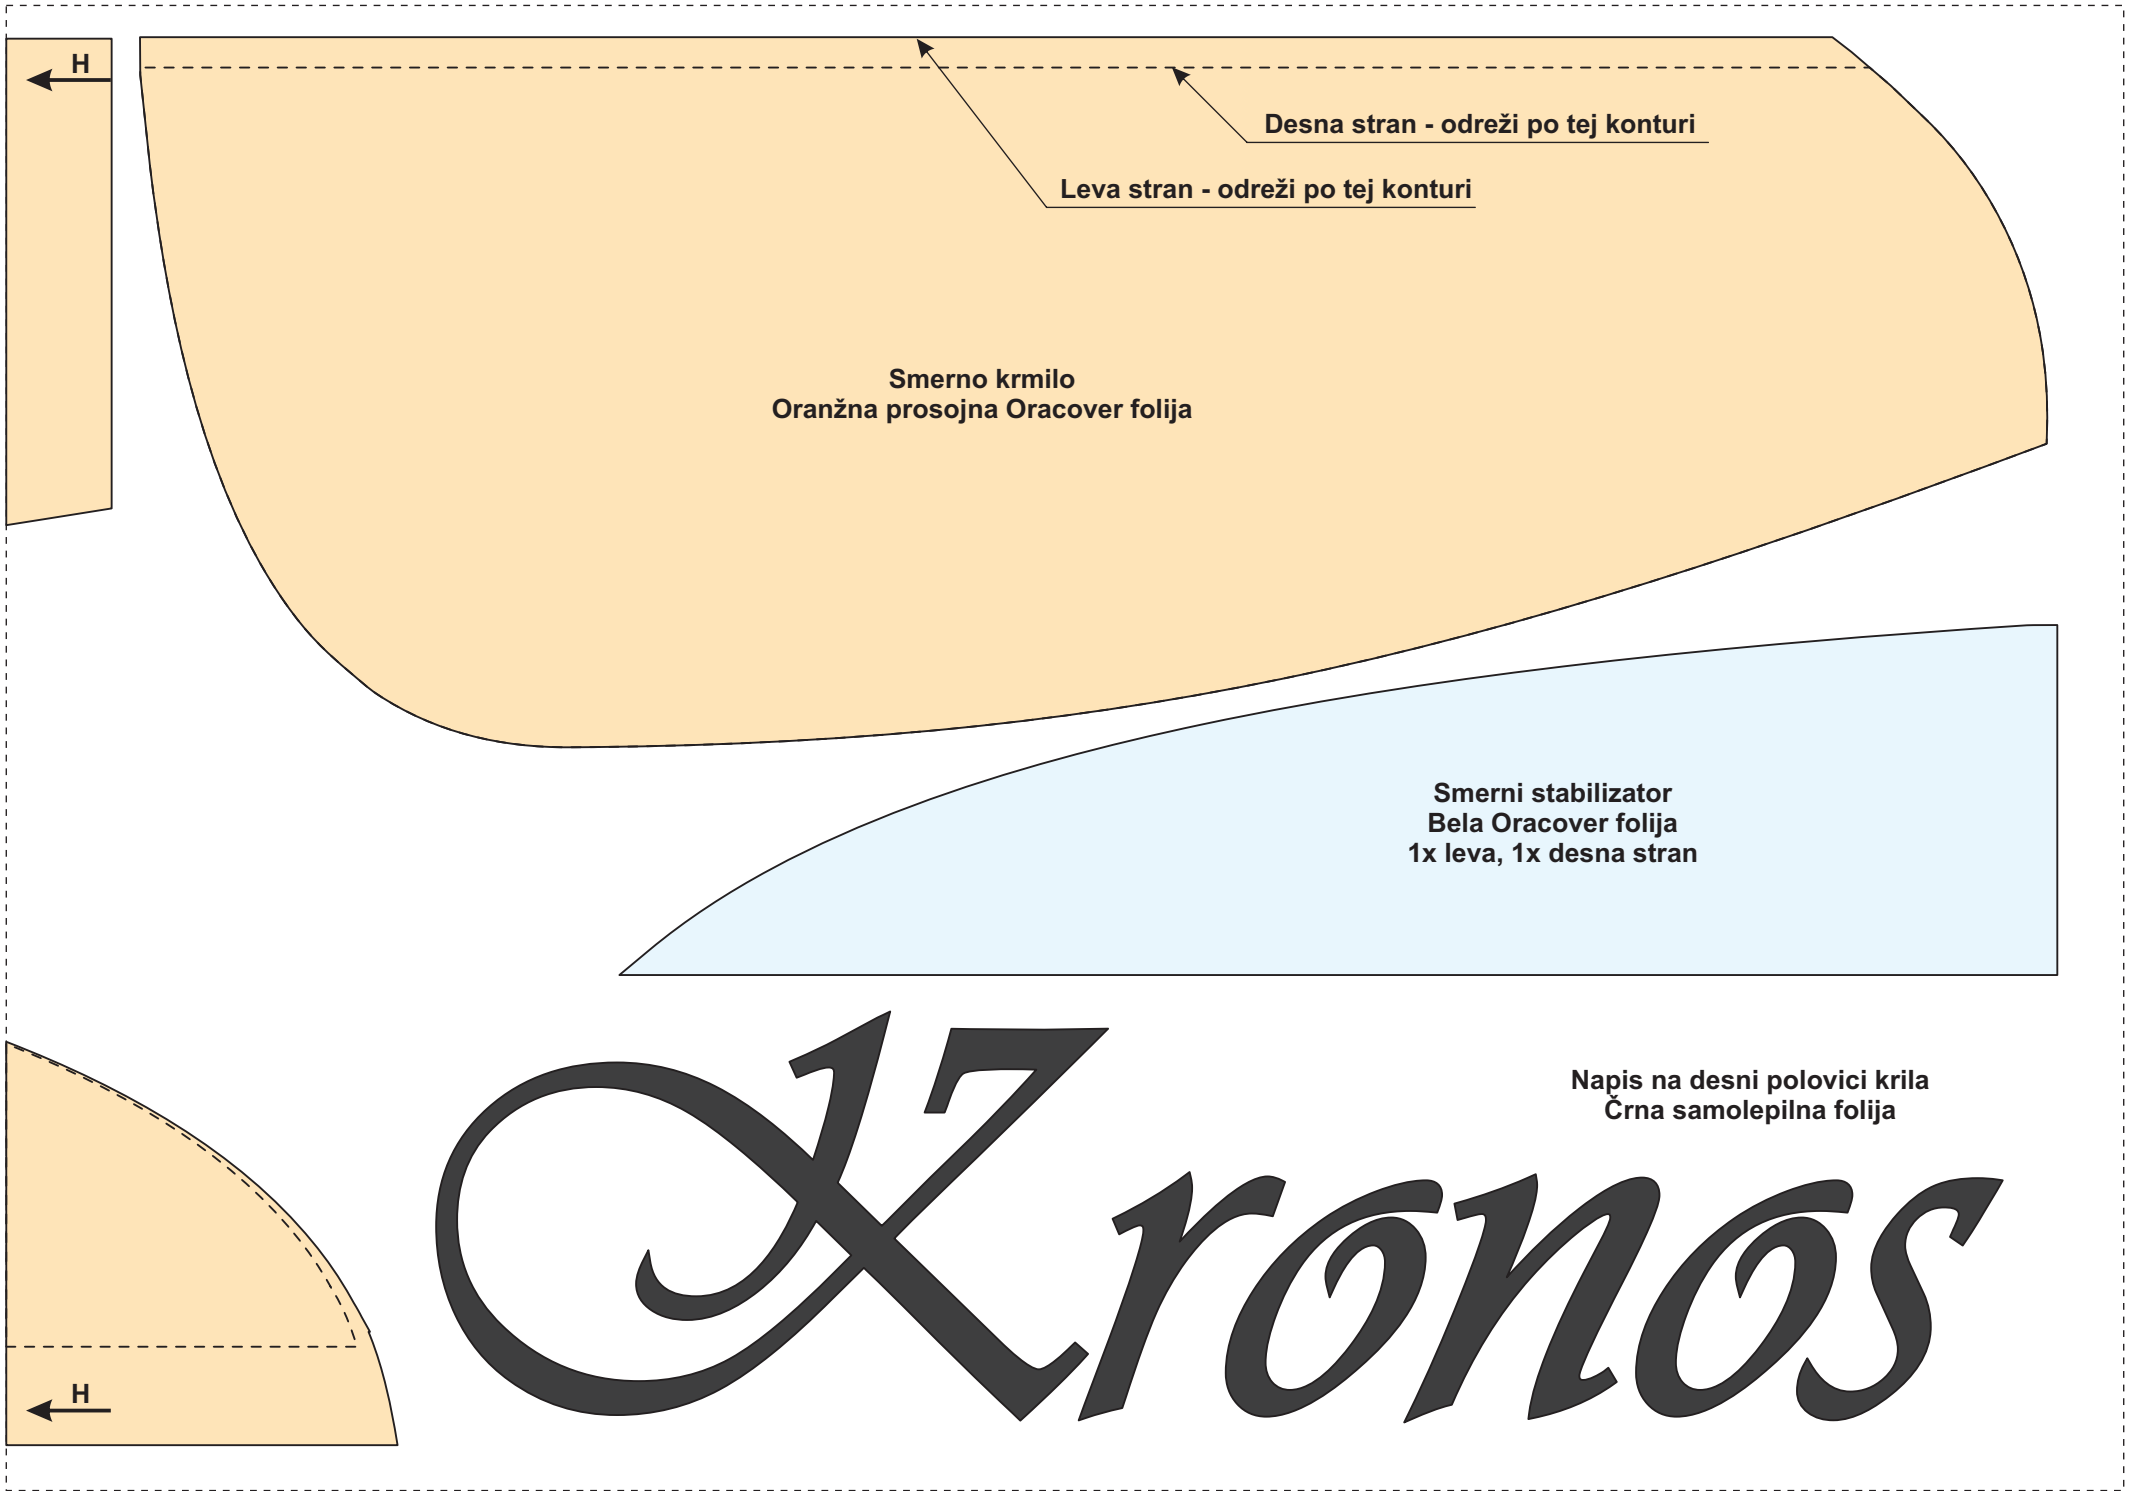 H
Desna stran - odreži po tej konturi
Leva stran - odreži po tej konturi
Smerno krmilo
Oranžna prosojna Oracover folija
Smerni stabilizator
Bela Oracover folija
1x leva, 1x desna stran
Napis na desni polovici krila
Črna samolepilna folija
Kronos
H